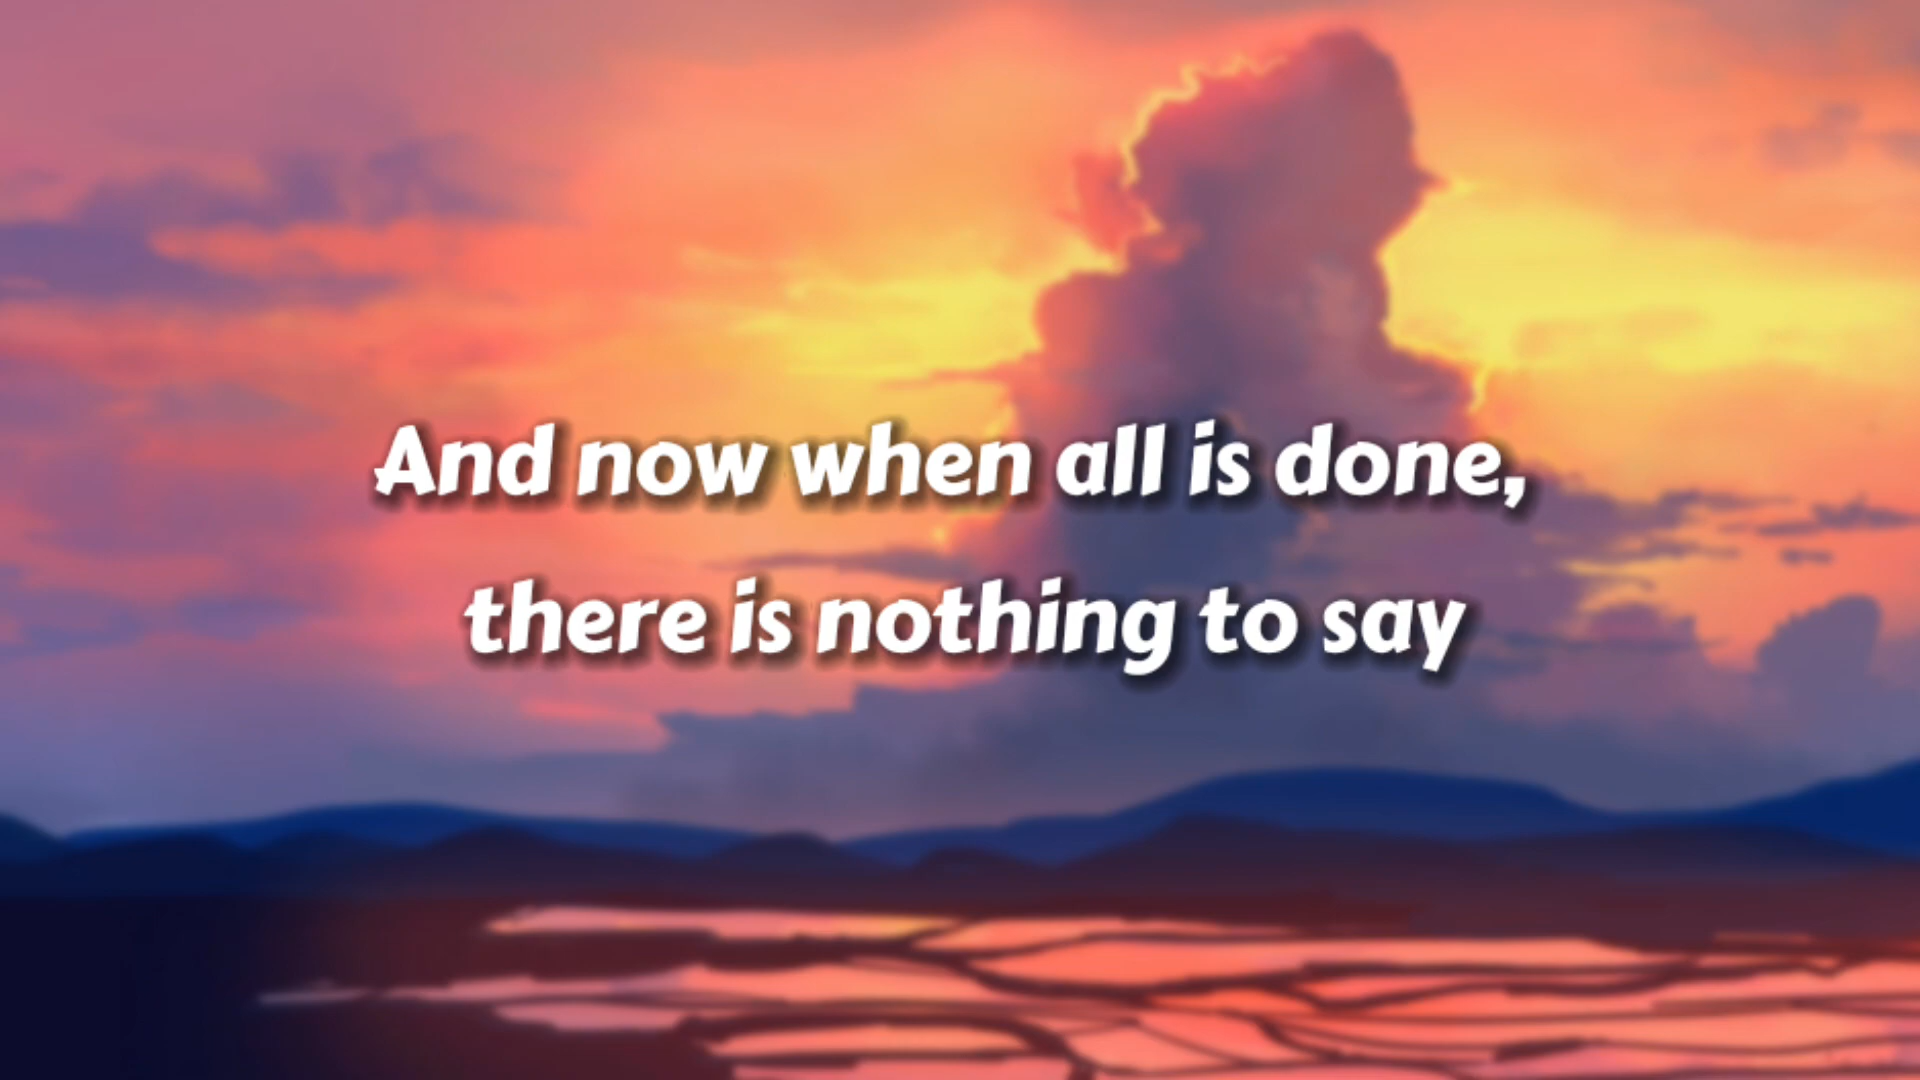 And now when all is done,
there is nothing to say